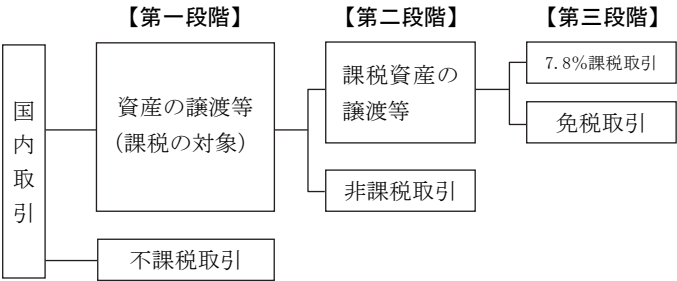 【第一段階】
【第二段階】
【第三段階】
国内取引
資産の譲渡等
(課税の対象)
課税資産の
譲渡等
7.8%課税取引
免税取引
非課税取引
不課税取引